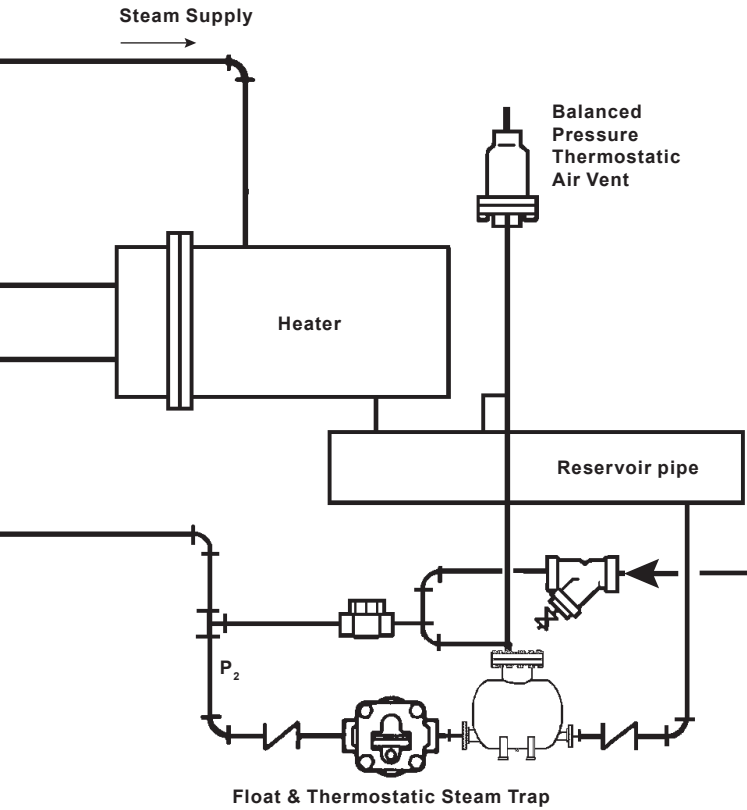 Steam Supply
Balanced
Pressure
Thermostatic
Air Vent
Heater
Reservoir pipe
P₂
Float & Thermostatic Steam Trap